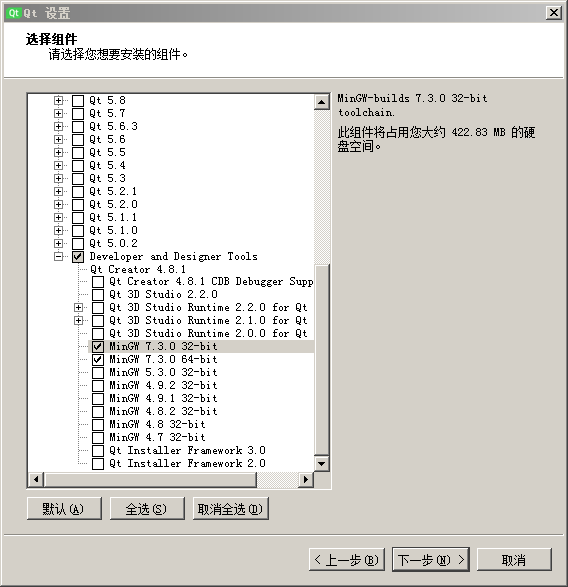 Qt 设置
选择组件
请选择您想要安装的组件。
Qt 5.8
Qt 5.7
Qt 5.6.3
Qt 5.6
Qt 5.5
Qt 5.4
Qt 5.3
Qt 5.2.1
Qt 5.2.0
Qt 5.1.1
Qt 5.1.0
Qt 5.0.2
Developer and Designer Tools
Qt Creator 4.8.1
Qt Creator 4.8.1 CDB Debugger Supp
Qt 3D Studio 2.2.0
Qt 3D Studio Runtime 2.2.0 for Qt
Qt 3D Studio Runtime 2.1.0 for Qt
Qt 3D Studio Runtime 2.0.0 for Qt
MinGW 7.3.0 32-bit
MinGW 7.3.0 64-bit
MinGW 5.3.0 32-bit
MinGW 4.9.2 32-bit
MinGW 4.9.1 32-bit
MinGW 4.8.2 32-bit
MinGW 4.8 32-bit
MinGW 4.7 32-bit
Qt Installer Framework 3.0
Qt Installer Framework 2.0
MinGW-builds 7.3.0 32-bit
toolchain.
此组件将占用您大约 422.83 MB 的硬
盘空间。
默认(A) 全选(S) 取消全选(D)
< 上一步(B) 下一步(N) > 取消